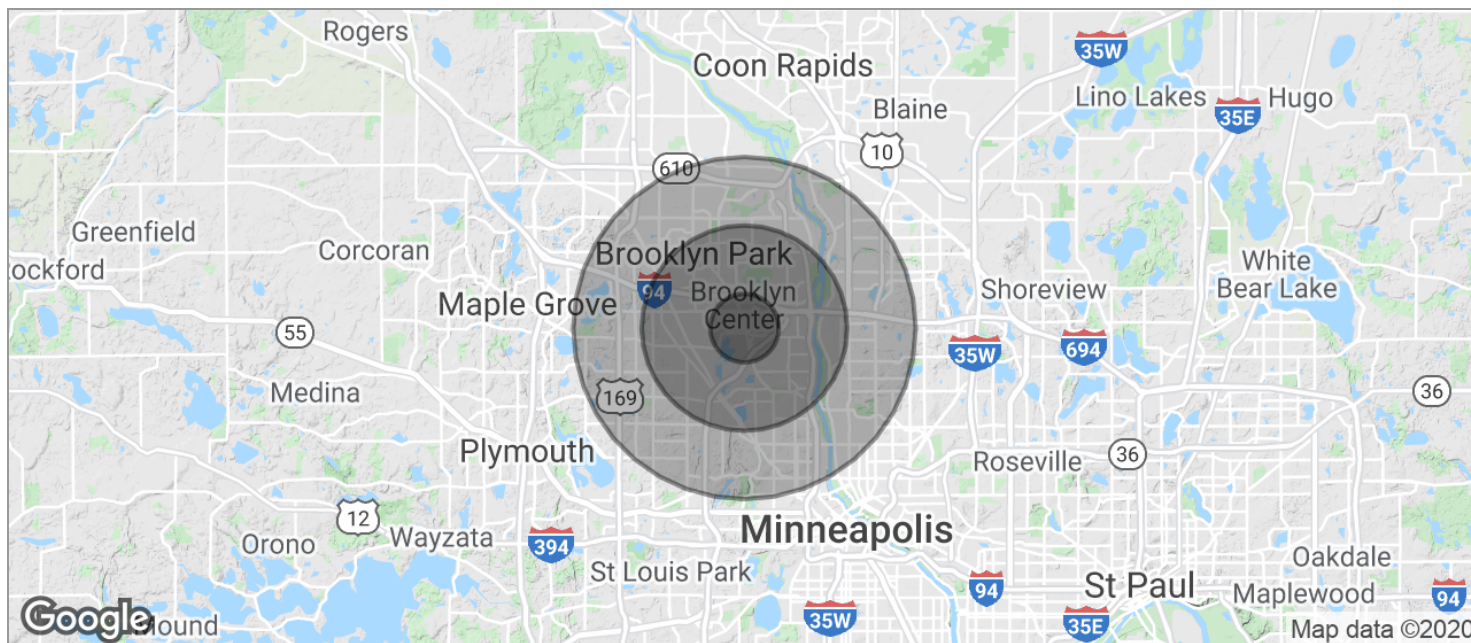 Rogers
Coon Rapids
35W
Lino Lakes
Hugo
Blaine
35E
10
610
Greenfield
Corcoran
Brooklyn Park
ockford
94
Brooklyn
Center
Maple Grove
Shoreview
White
Bear Lake
55
35W
694
Medina
169
36
Plymouth
36
Roseville
12
Orono
Wayzata
394
Minneapolis
St Louis Park
Oakdale
94
St Paul
Maplewood
94
Google
Mound
35W
35E
Map data ©2020